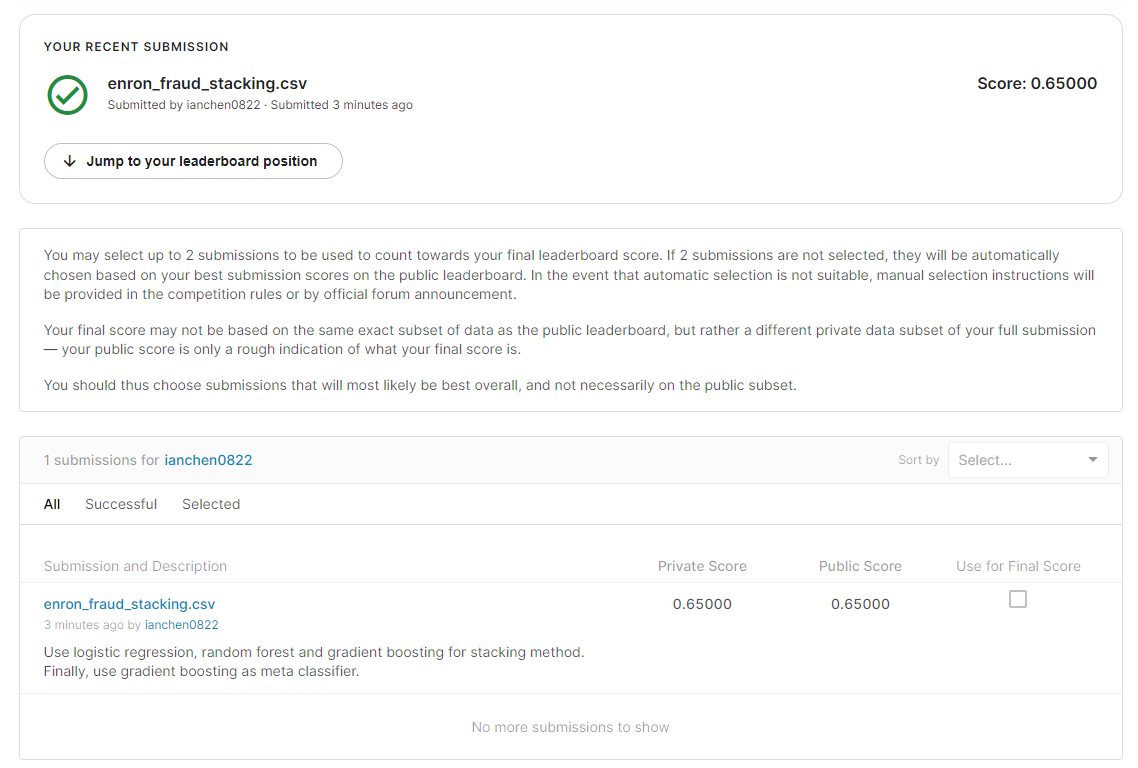 YOUR RECENT SUBMISSION
enron_fraud_stacking.csv
Score: 0.65000
Submitted by ianchen0822 · Submitted 3 minutes ago
Jump to your leaderboard position
You may select up to 2 submissions to be used to count towards your final leaderboard score. If 2 submissions are not selected, they will be automatically
chosen based on your best submission scores on the public leaderboard. In the event that automatic selection is not suitable, manual selection instructions will
be provided in the competition rules or by official forum announcement.
Your final score may not be based on the same exact subset of data as the public leaderboard, but rather a different private data subset of your full submission
— your public score is only a rough indication of what your final score is.
You should thus choose submissions that will most likely be best overall, and not necessarily on the public subset.
1 submissions for ianchen0822
Sort by
Select...
All Successful Selected
Submission and Description Private Score Public Score Use for Final Score
enron_fraud_stacking.csv 0.65000 0.65000
3 minutes ago by ianchen0822
Use logistic regression, random forest and gradient boosting for stacking method.
Finally, use gradient boosting as meta classifier.
No more submissions to show